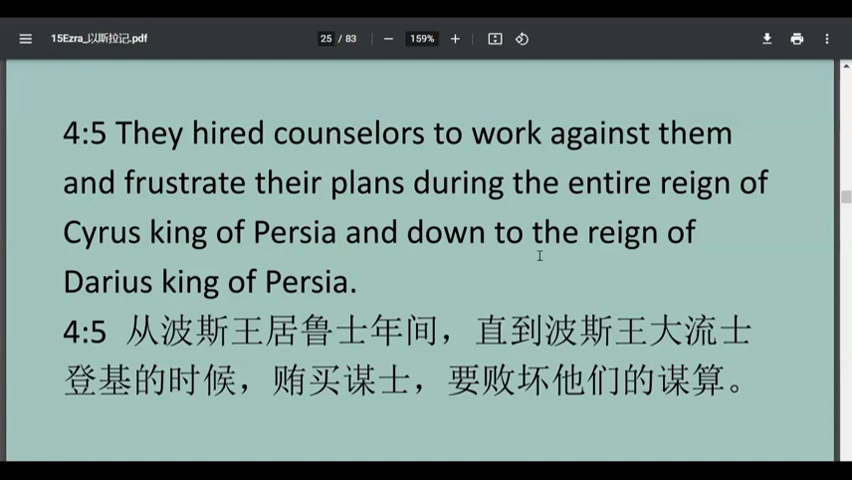 15Ezra_以斯拉记.pdf
25 / 83
159%
4:5 They hired counselors to work against them
and frustrate their plans during the entire reign of
Cyrus king of Persia and down to the reign of
Darius king of Persia.
4:5 从波斯王居鲁士年间，直到波斯王大流士
登基的时候，贿买谋士，要败坏他们的谋算。